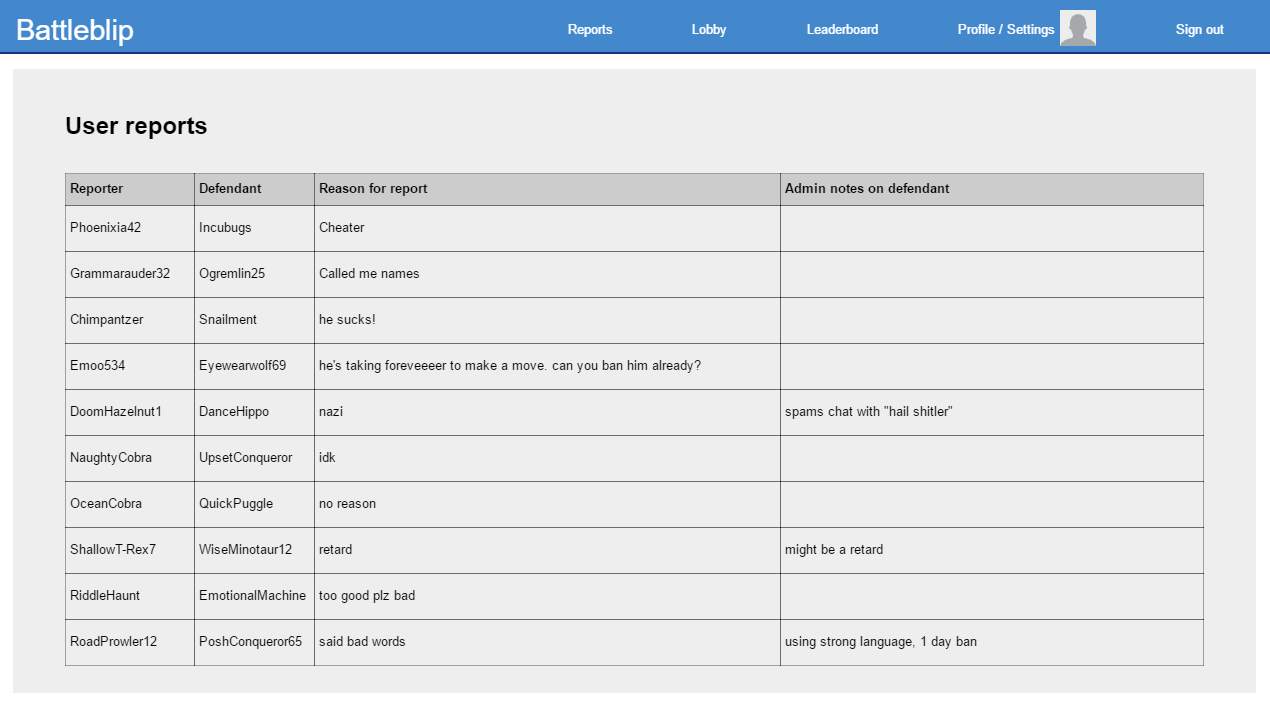 Battleblip Reports Lobby Leaderboard Profile / Settings Sign out
User reports
Reporter Defendant Reason for report Admin notes on defendant
Phoenixia42 Incubugs Cheater
Grammarauder32 Ogremlin25 Called me names
Chimpantzer Snailment he sucks!
Emoo534 Eyewearwolf69 he's taking foreveeeer to make a move. can you ban him already?
DoomHazelnut1 DanceHippo nazi spams chat with "hail shitler"
NaughtyCobra UpsetConqueror idk
OceanCobra QuickPuggle no reason
ShallowT-Rex7 WiseMinotaur12 retard might be a retard
RiddleHaunt EmotionalMachine too good plz bad
RoadProwler12 PoshConqueror65 said bad words using strong language, 1 day ban